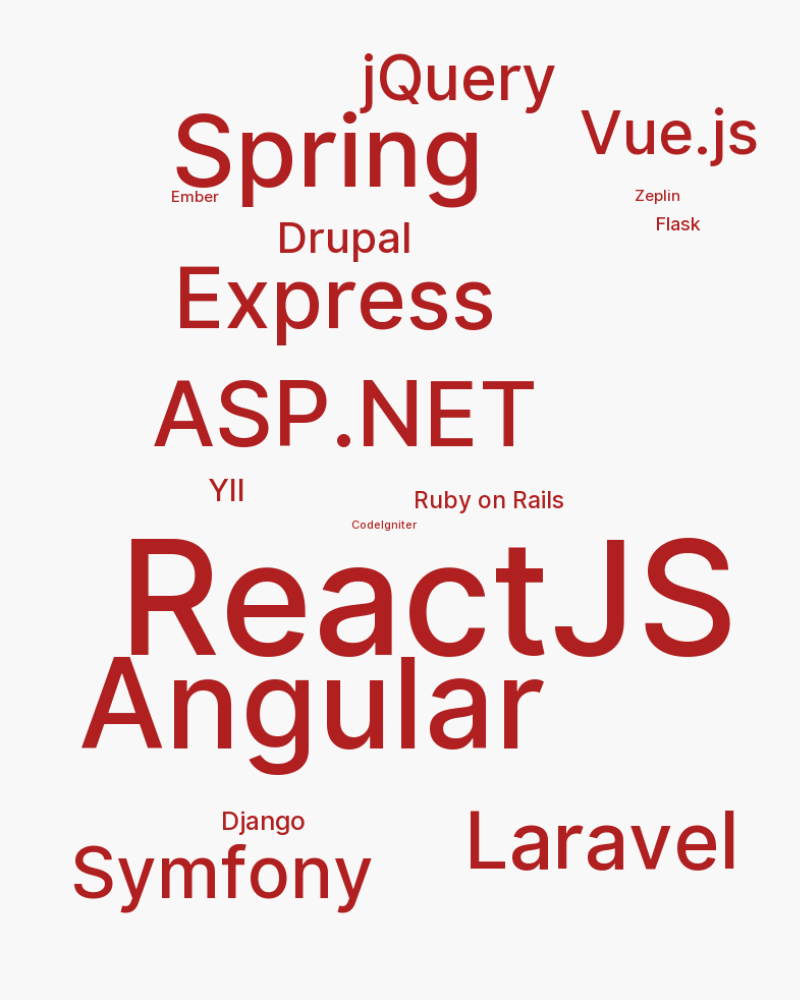 jQuery
Spring
Vue.js
Ember
Zeplin
Flask
Drupal
Express
ASP.NET
YII
Ruby on Rails
CodeIgniter
ReactJS
Angular
Django
Laravel
Symfony